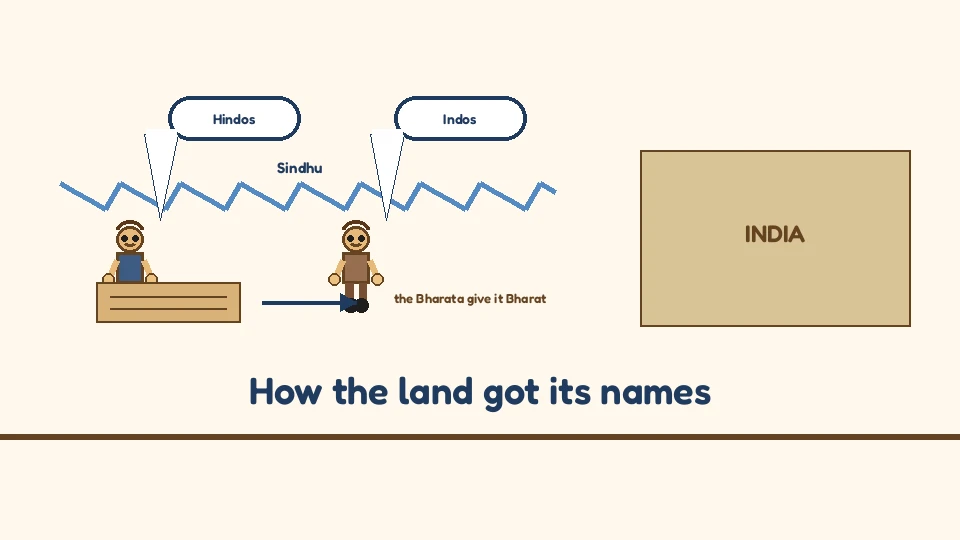 Hindos
Indos
Sindhu
INDIA
the Bharata give it Bharat
How the land got its names